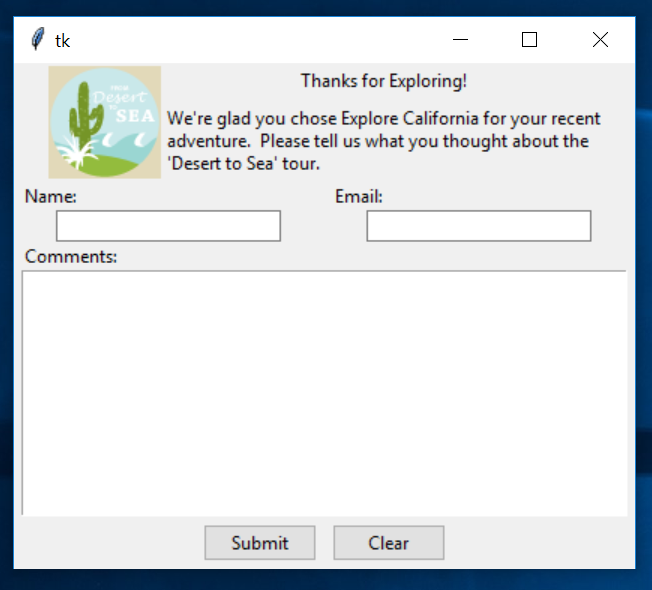 tk
FROM
Desert
TO
SEA
Thanks for Exploring!
We're glad you chose Explore California for your recent
adventure.  Please tell us what you thought about the
'Desert to Sea' tour.
Name:
Email:
Comments:
Submit
Clear